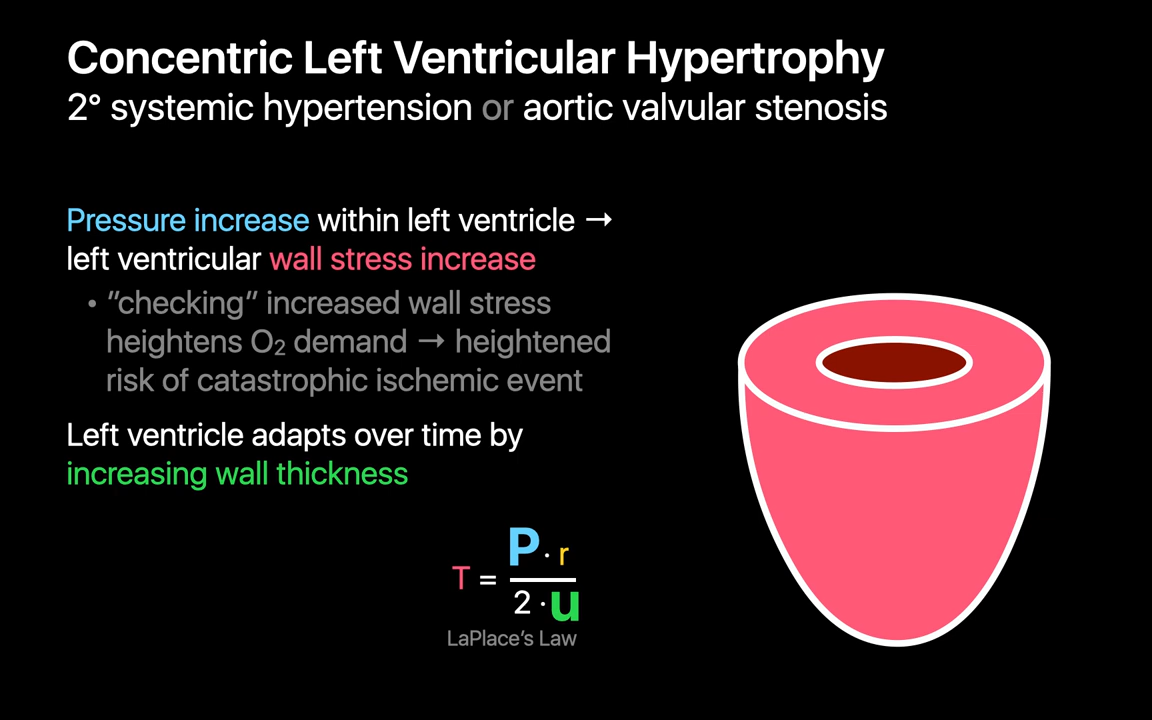 Concentric Left Ventricular Hypertrophy
2° systemic hypertension or aortic valvular stenosis
Pressure increase within left ventricle →
left ventricular wall stress increase
• "checking" increased wall stress
heightens O₂ demand → heightened
risk of catastrophic ischemic event
Left ventricle adapts over time by
increasing wall thickness
P · r
T =
2 · u
LaPlace's Law